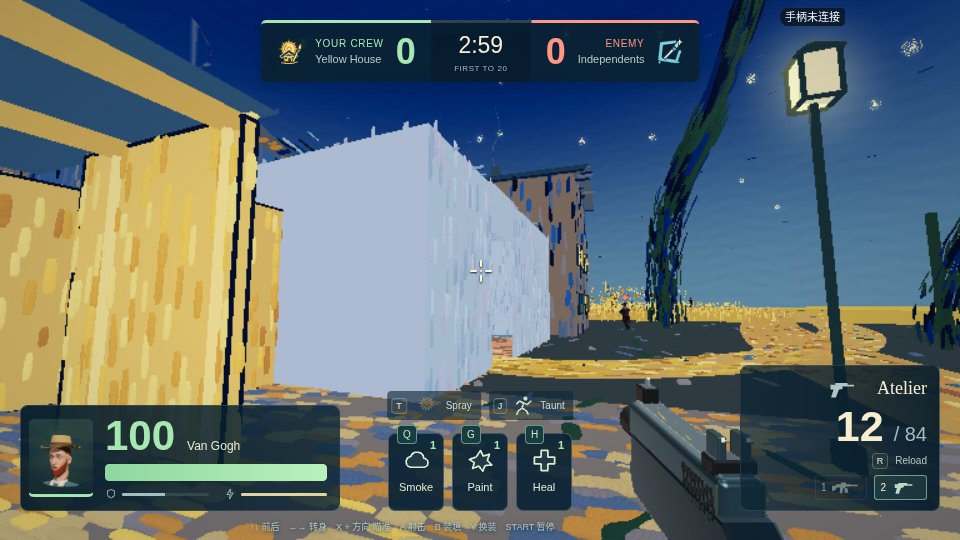 手柄未连接
YOUR CREW
Yellow House
0
2:59
FIRST TO 20
0
ENEMY
Independents
T Spray
J Taunt
100 Van Gogh
Q 1
Smoke
G 1
Paint
H 1
Heal
Atelier
12 / 84
R Reload
1
2
↑↓ 前后 ←→ 转身 X + 方向 瞄准 A 射击 B 装填 Y 换装 START 暂停